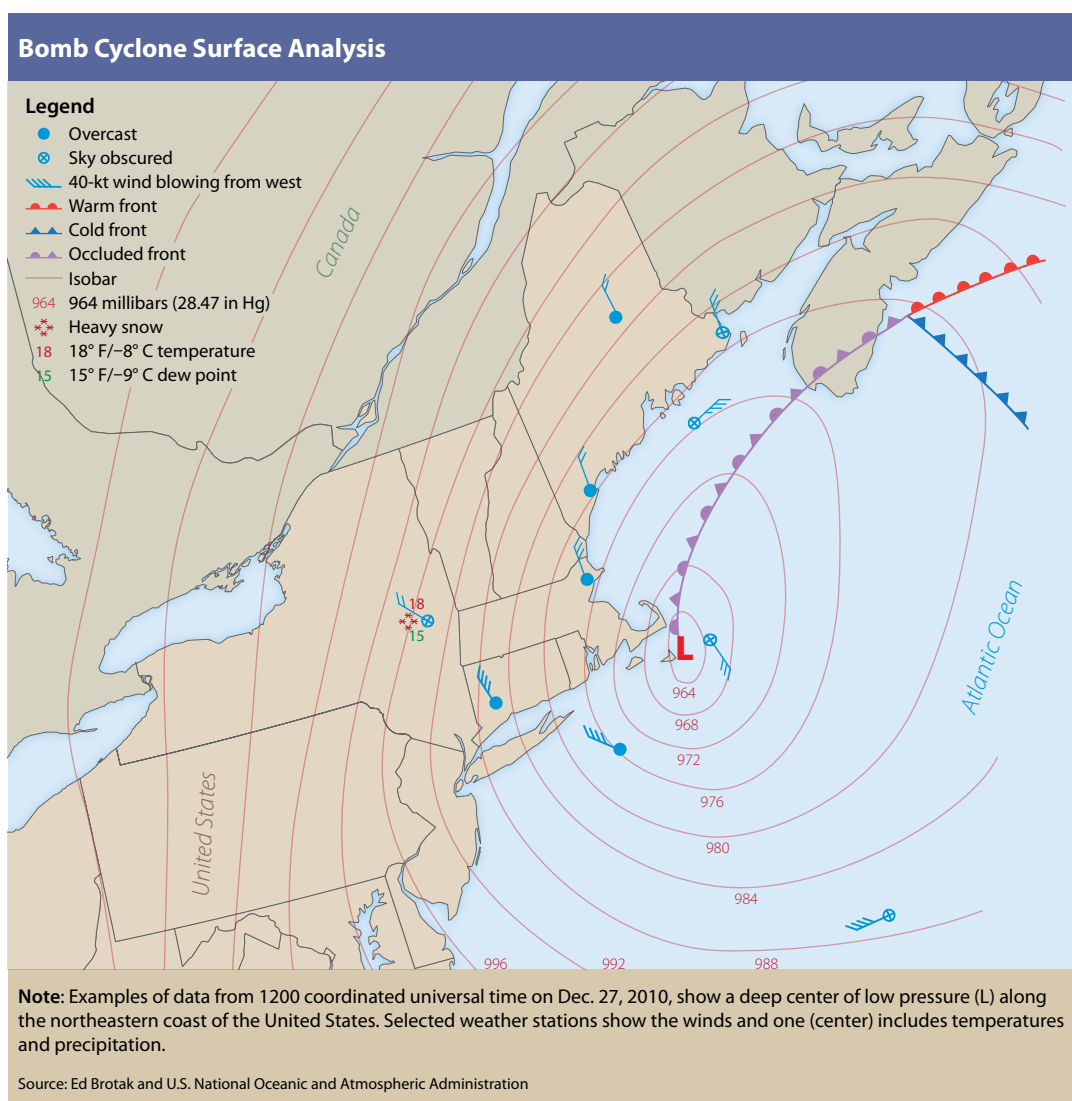 Bomb Cyclone Surface Analysis
Legend
Overcast
Sky obscured
40-kt wind blowing from west
Warm front
Cold front
Occluded front
Isobar
964 964 millibars (28.47 in Hg)
Heavy snow
18 18° F/−8° C temperature
15 15° F/−9° C dew point
Canada
18
15
L
United States
Atlantic Ocean
964
968
972
976
980
984
996
992
988
Note: Examples of data from 1200 coordinated universal time on Dec. 27, 2010, show a deep center of low pressure (L) along
the northeastern coast of the United States. Selected weather stations show the winds and one (center) includes temperatures
and precipitation.
Source: Ed Brotak and U.S. National Oceanic and Atmospheric Administration